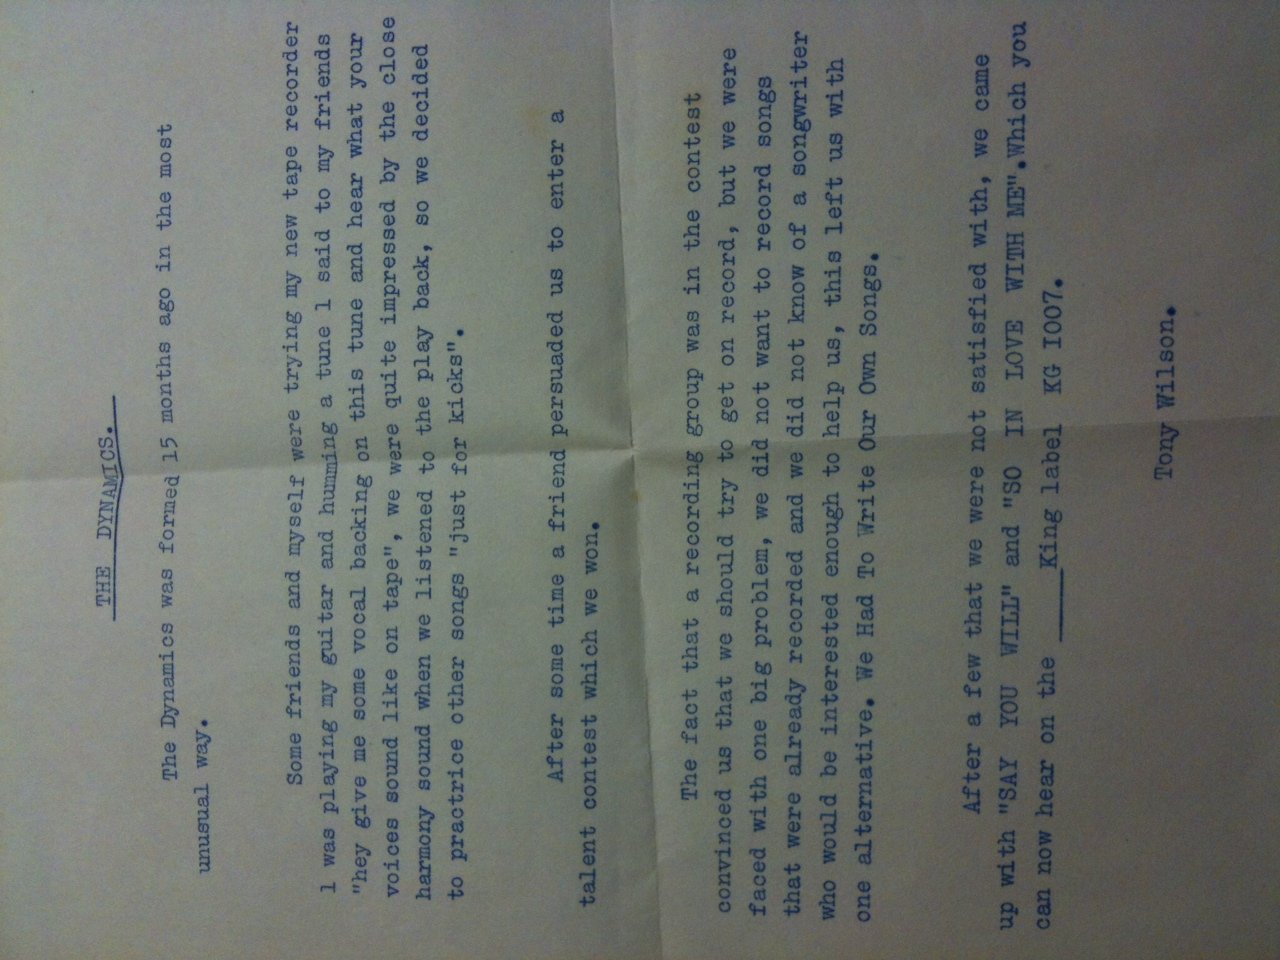 THE DYNAMICS.
The Dynamics was formed 15 months ago in the most
unusual way.
Some friends and myself were trying my new tape recorder
l was playing my guitar and humming a tune l said to my friends
"hey give me some vocal backing on this tune and hear what your
voices sound like on tape", we were quite impressed by the close
harmony sound when we listened to the play back, so we decided
to practrice other songs "just for kicks".
After some time a friend persuaded us to enter a
talent contest which we won.
The fact that a recording group was in the contest
convinced us that we should try to get on record, but we were
faced with one big problem, we did not want to record songs
that were already recorded and we did not know of a songwriter
who would be interested enough to help us, this left us with
one alternative. We Had To Write Our Own Songs.
After a few that we were not satisfied with, we came
up with "SAY YOU WILL" and "SO IN LOVE WITH ME".Which you
can now hear on the _____King label KG I007.
Tony Wilson.